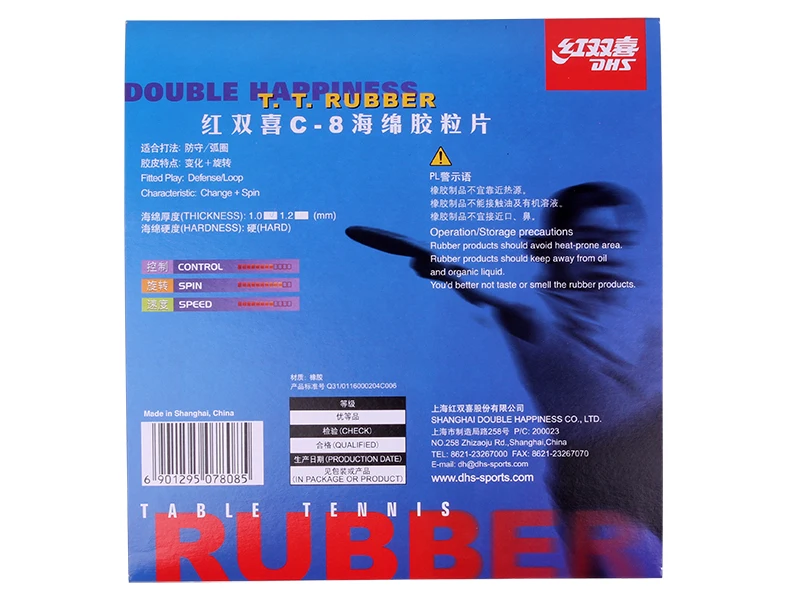 红双喜
DHS
DOUBLE HAPPINESS
T. T. RUBBER
红双喜C-8海绵胶粒片
适合打法: 防守/弧圈
胶皮特点: 变化+旋转
Fitted Play: Defense/Loop
Characteristic: Change + Spin
海绵厚度(THICKNESS): 1.0 1.2 (mm)
海绵硬度(HARDNESS): 硬(HARD)
控制 CONTROL
旋转 SPIN
速度 SPEED
PL警示语
橡胶制品不宜靠近热源。
橡胶制品不能接触油及有机溶液。
橡胶制品不宜接近口、鼻。
Operation/Storage precautions
Rubber products should avoid heat-prone area.
Rubber products should keep away from oil
and organic liquid.
You'd better not taste or smell the rubber products.
材质: 橡胶
产品标准号 Q31/0116000204C006
等级
优等品
检验(CHECK)
合格(QUALIFIED)
生产日期(PRODUCTION DATE)
见包装或产品
(IN PACKAGE OR PRODUCT)
Made in Shanghai, China
6 901295 078085
上海红双喜股份有限公司
SHANGHAI DOUBLE HAPPINESS CO., LTD.
上海市制造局路258号 P/C: 200023
NO.258 Zhizaoju Rd.,Shanghai,China
TEL: 8621-23267000 FAX: 8621-23267070
E-mail: dh@dhs-sports.com
www.dhs-sports.com
TABLE TENNIS
RUBBER